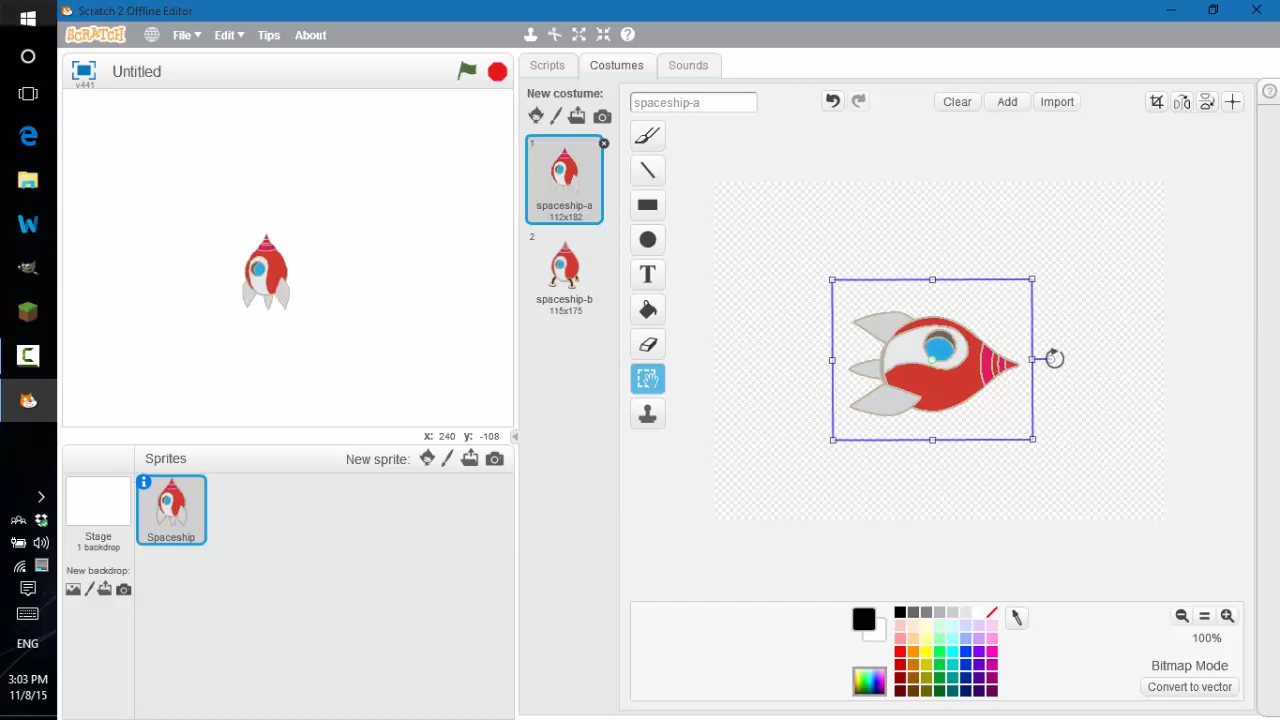 Scratch 2 Offline Editor
SCRATCH File Edit Tips About
v441
Untitled
Scripts Costumes Sounds
New costume:
spaceship-a
Clear Add Import
1
spaceship-a
112x182
2
spaceship-b
115x175
T
x: 240 y: -108
Sprites New sprite:
Stage
1 backdrop
New backdrop:
Spaceship
100%
Bitmap Mode
Convert to vector
ENG
3:03 PM
11/8/15